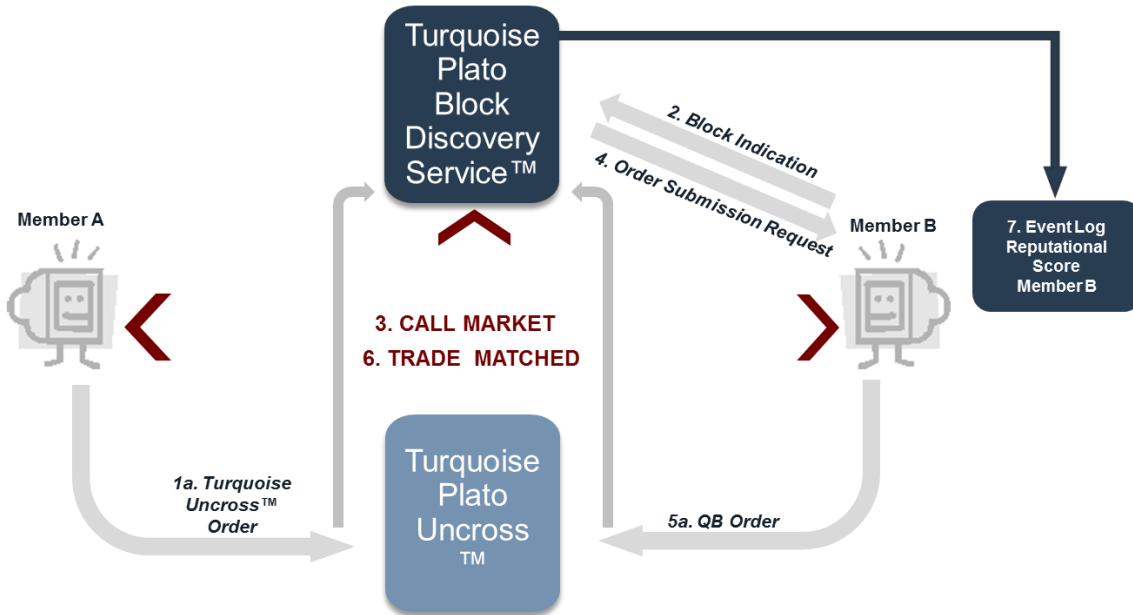 Turquoise
Plato
Block
Discovery
Service™
2. Block Indication
4. Order Submission Request
Member A
Member B
7. Event Log
Reputational
Score
Member B
3. CALL MARKET
6. TRADE MATCHED
1a. Turquoise
Uncross™
Order
Turquoise
Plato
Uncross
™
5a. QB Order